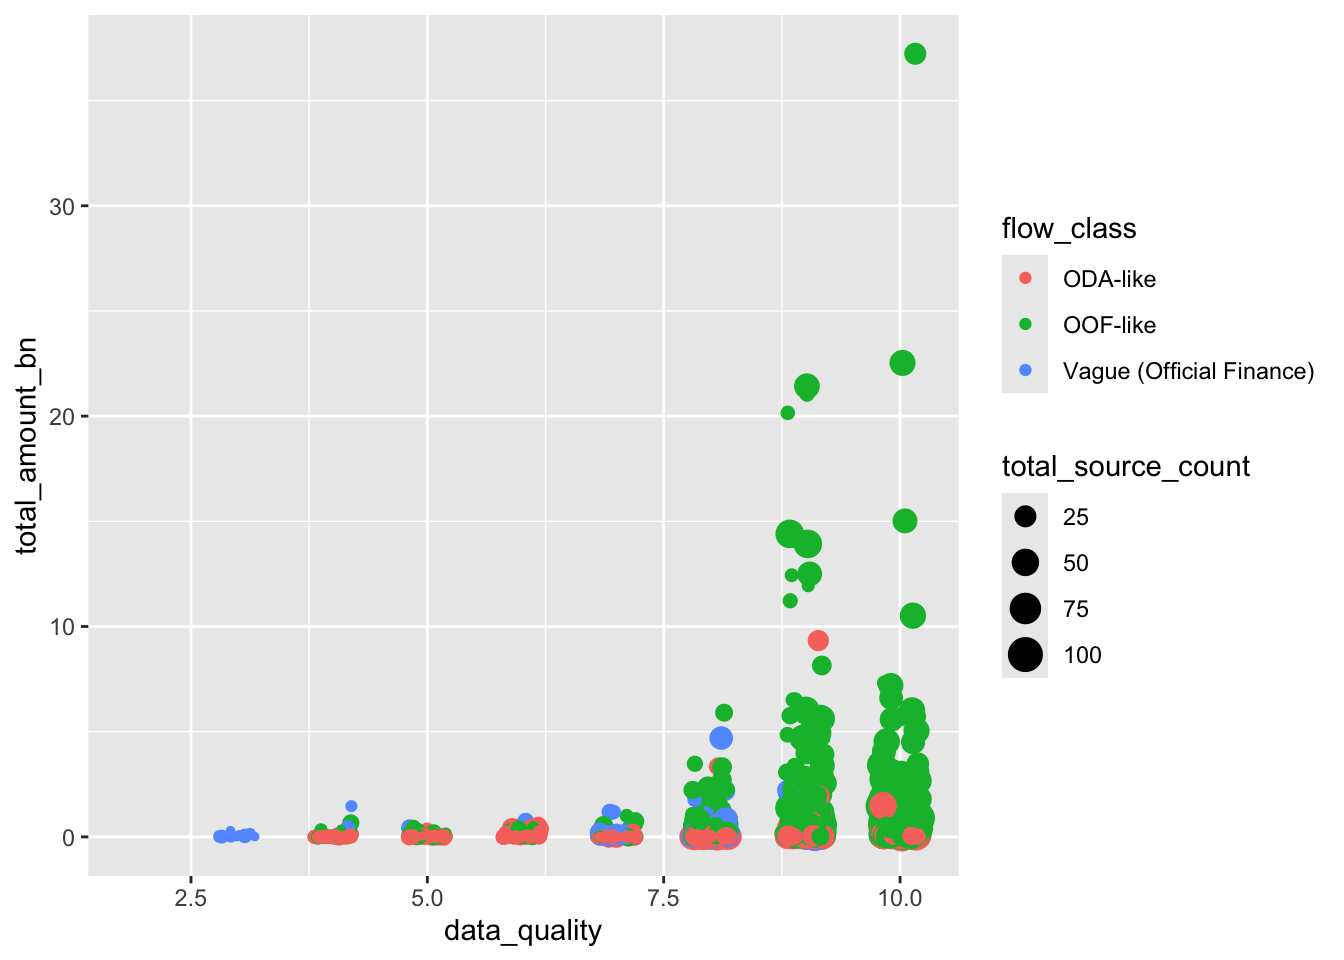 30
20
10
0
total_amount_bn
2.5
5.0
7.5
10.0
data_quality
flow_class
ODA-like
OOF-like
Vague (Official Finance)
total_source_count
25
50
75
100